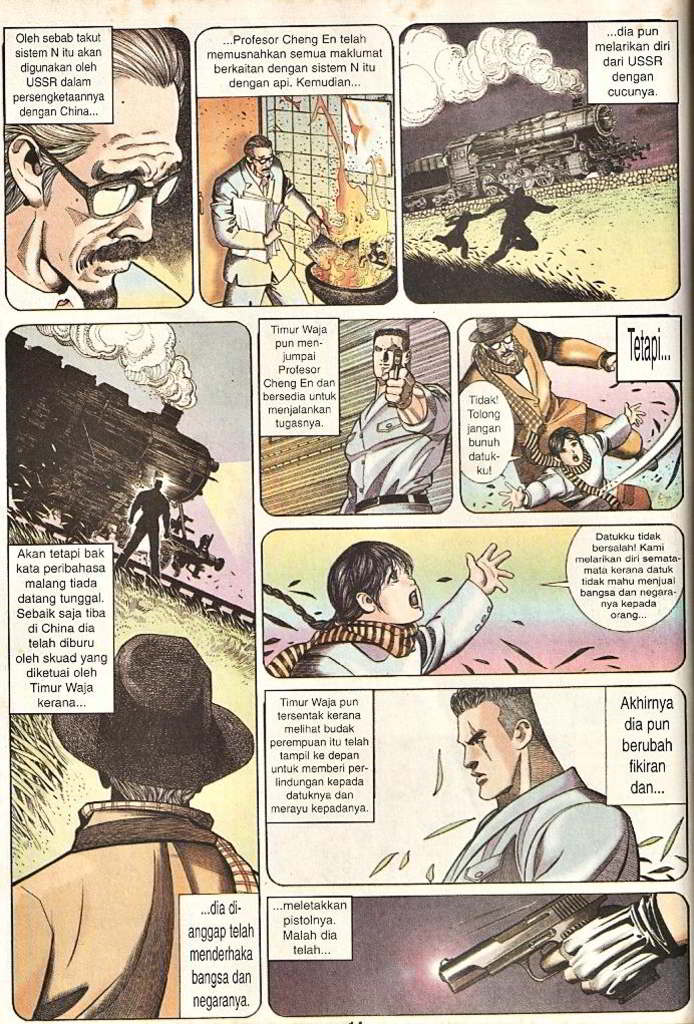 Oleh sebab takut
sistem N itu akan
digunakan oleh
USSR dalam
persengketaannya
dengan China...
...Profesor Cheng En telah
memusnahkan semua maklumat
berkaitan dengan sistem N itu
dengan api. Kemudian...
...dia pun
melarikan diri
dari USSR
dengan
cucunya.
Akan tetapi bak
kata peribahasa
malang tiada
datang tunggal.
Sebaik saja tiba
di China dia
telah diburu
oleh skuad yang
diketuai oleh
Timur Waja
kerana...
...dia di-
anggap telah
menderhaka
bangsa dan
negaranya.
Timur Waja
pun men-
jumpai
Profesor
Cheng En dan
bersedia untuk
menjalankan
tugasnya.
Tetapi...
Tidak!
Tolong
jangan
bunuh
datuk-
ku!
Datukku tidak
bersalah! Kami
melarikan diri semata-
mata kerana datuk
tidak mahu menjual
bangsa dan negara-
nya kepada
orang...
Timur Waja pun
tersentak kerana
melihat budak
perempuan itu telah
tampil ke depan
untuk memberi per-
lindungan kepada
datuknya dan
merayu kepadanya.
Akhirnya
dia pun
berubah
fikiran
dan...
...meletakkan
pistolnya.
Malah dia
telah...